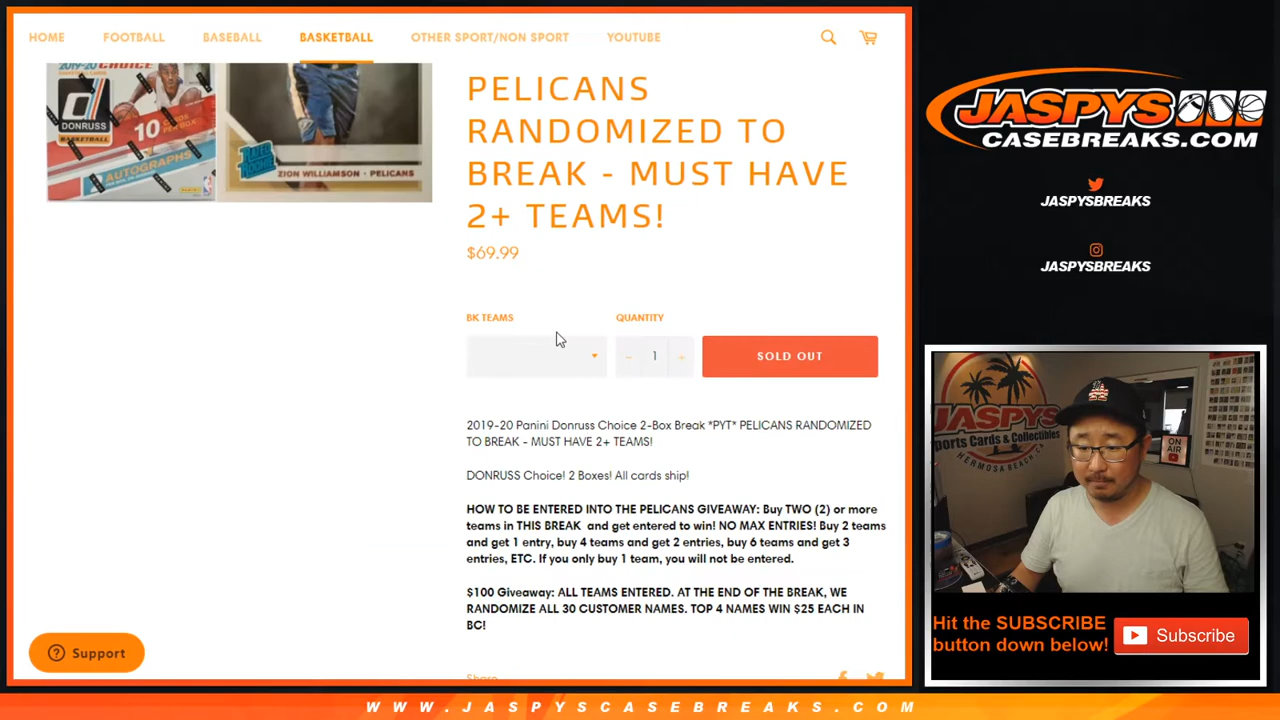 HOME FOOTBALL BASEBALL BASKETBALL OTHER SPORT/NON SPORT YOUTUBE
2019-20 CHOICE
DONRUSS
BASKETBALL
10 CARDS PER BOX
2 AUTOGRAPHS
PANINI
RATED ROOKIE
ZION WILLIAMSON • PELICANS
PELICANS
RANDOMIZED TO
BREAK - MUST HAVE
2+ TEAMS!
$69.99
BK TEAMS QUANTITY
− 1 + SOLD OUT
2019-20 Panini Donruss Choice 2-Box Break *PYT* PELICANS RANDOMIZED
TO BREAK - MUST HAVE 2+ TEAMS!
DONRUSS Choice! 2 Boxes! All cards ship!
HOW TO BE ENTERED INTO THE PELICANS GIVEAWAY: Buy TWO (2) or more
teams in THIS BREAK and get entered to win! NO MAX ENTRIES! Buy 2 teams
and get 1 entry, buy 4 teams and get 2 entries, buy 6 teams and get 3
entries, ETC. If you only buy 1 team, you will not be entered.
$100 Giveaway: ALL TEAMS ENTERED. AT THE END OF THE BREAK, WE
RANDOMIZE ALL 30 CUSTOMER NAMES. TOP 4 NAMES WIN $25 EACH IN
BC!
Share
? Support
JASPYS
CASEBREAKS.COM
JASPYSBREAKS
JASPYSBREAKS
JASPYS
Sports Cards & Collectibles
HERMOSA BEACH, CA
ON AIR
Hit the SUBSCRIBE
button down below!
Subscribe
WWW.JASPYSCASEBREAKS.COM